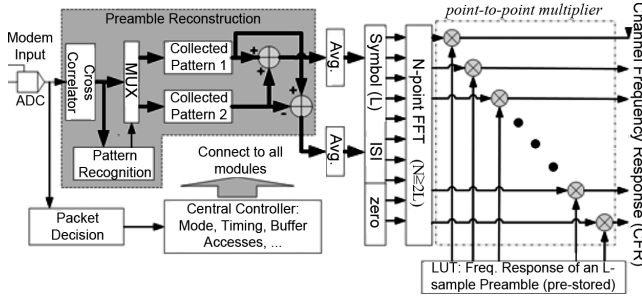 Preamble Reconstruction
point-to-point multiplier
Modem
Input
ADC
Cross
Correlator
MUX
Collected
Pattern 1
Collected
Pattern 2
Pattern
Recognition
+
+
+
-
Avg.
Avg.
Symbol (L)
ISI
zero
N-point FFT
(N≥2L)
Channel Frequency
Response (CFR)
Connect to all
modules
Packet
Decision
Central Controller:
Mode, Timing, Buffer
Accesses, ...
LUT: Freq. Response of an L-
sample Preamble (pre-stored)